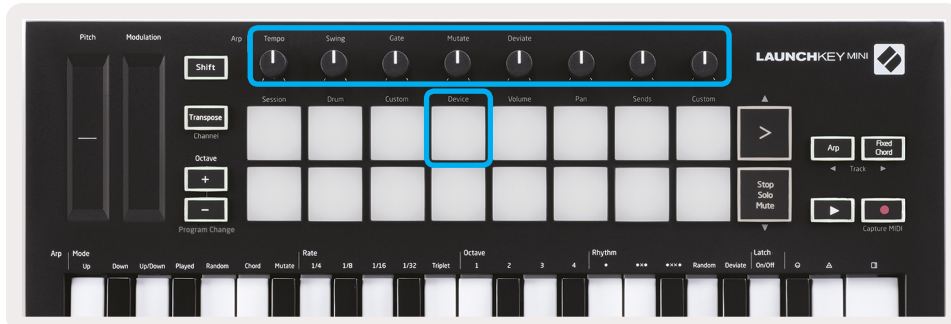 Pitch Modulation Arp Tempo Swing Gate Mutate Deviate
LAUNCHKEY MINI
Shift
Session Drum Custom Device Volume Pan Sends Custom ▲
Transpose
Channel
>
Arp
Fixed
Chord
◄ Track ►
Octave
+
−
Program Change
Stop
Solo
Mute
▼
Capture MIDI
Arp Mode Rate Octave Rhythm Latch
Up Down Up/Down Played Random Chord Mutate 1/4 1/8 1/16 1/32 Triplet 1 2 3 4 Random Deviate On/Off